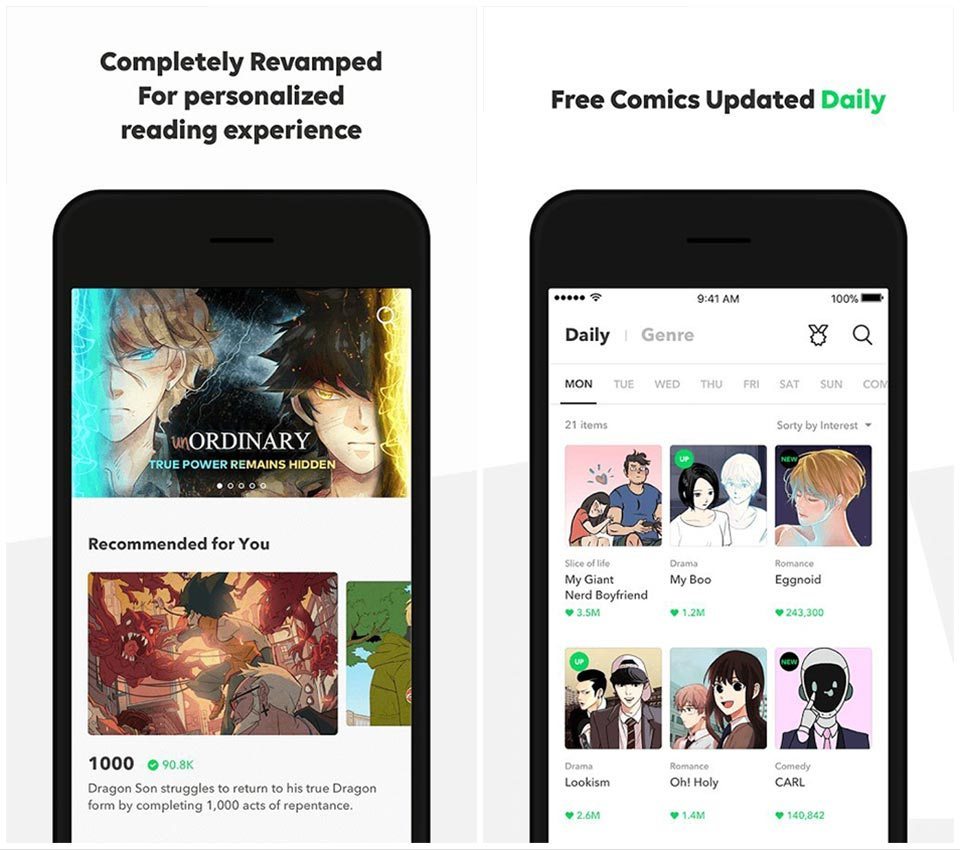 Completely Revamped
For personalized
reading experience
unORDINARY
TRUE POWER REMAINS HIDDEN
Recommended for You
1000 90.8K
Dragon Son struggles to return to his true Dragon
form by completing 1,000 acts of repentance.
Free Comics Updated Daily
9:41 AM 100%
Daily Genre
MON TUE WED THU FRI SAT SUN COM
21 items Sorty by Interest
UP NEW
Slice of life Drama Romance
My Giant My Boo Eggnoid
Nerd Boyfriend
3.5M 1.2M 243,300
UP NEW
Drama Romance Comedy
Lookism Oh! Holy CARL
2.6M 1.4M 140,842